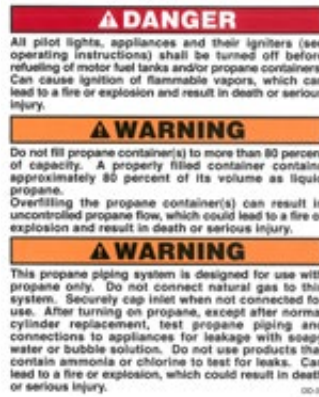 DANGER
All pilot lights, appliances and their igniters (see
operating instructions) shall be turned off before
refueling of motor fuel tanks and/or propane containers.
Can cause ignition of flammable vapors, which can
lead to a fire or explosion and result in death or serious
injury.
WARNING
Do not fill propane container(s) to more than 80 percent
of capacity. A properly filled container contains
approximately 80 percent of its volume as liquid
propane.
Overfilling the propane container(s) can result in
uncontrolled propane flow, which could lead to a fire or
explosion and result in death or serious injury.
WARNING
This propane piping system is designed for use with
propane only. Do not connect natural gas to this
system. Securely cap inlet when not connected for
use. After turning on propane, except after normal
cylinder replacement, test propane piping and
connections to appliances for leakage with soapy
water or bubble solution. Do not use products that
contain ammonia or chlorine to test for leaks. Can
lead to a fire or explosion, which could result in death
or serious injury.